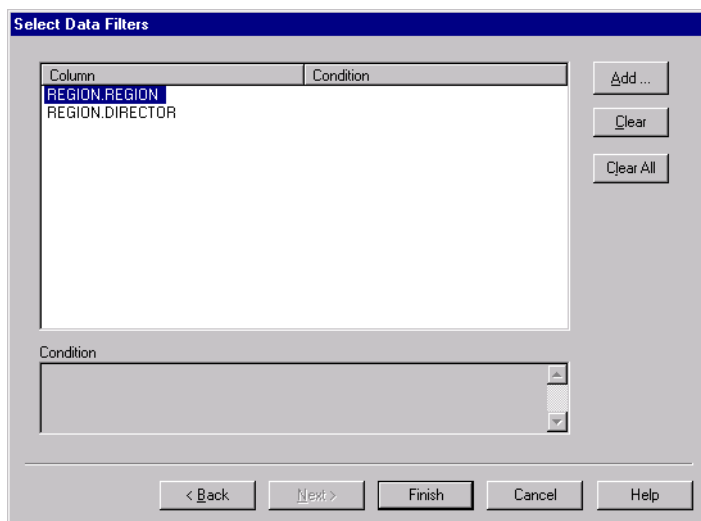 Select Data Filters
Column Condition
REGION.REGION
REGION.DIRECTOR
Add ...
Clear
Clear All
Condition
< Back Next > Finish Cancel Help